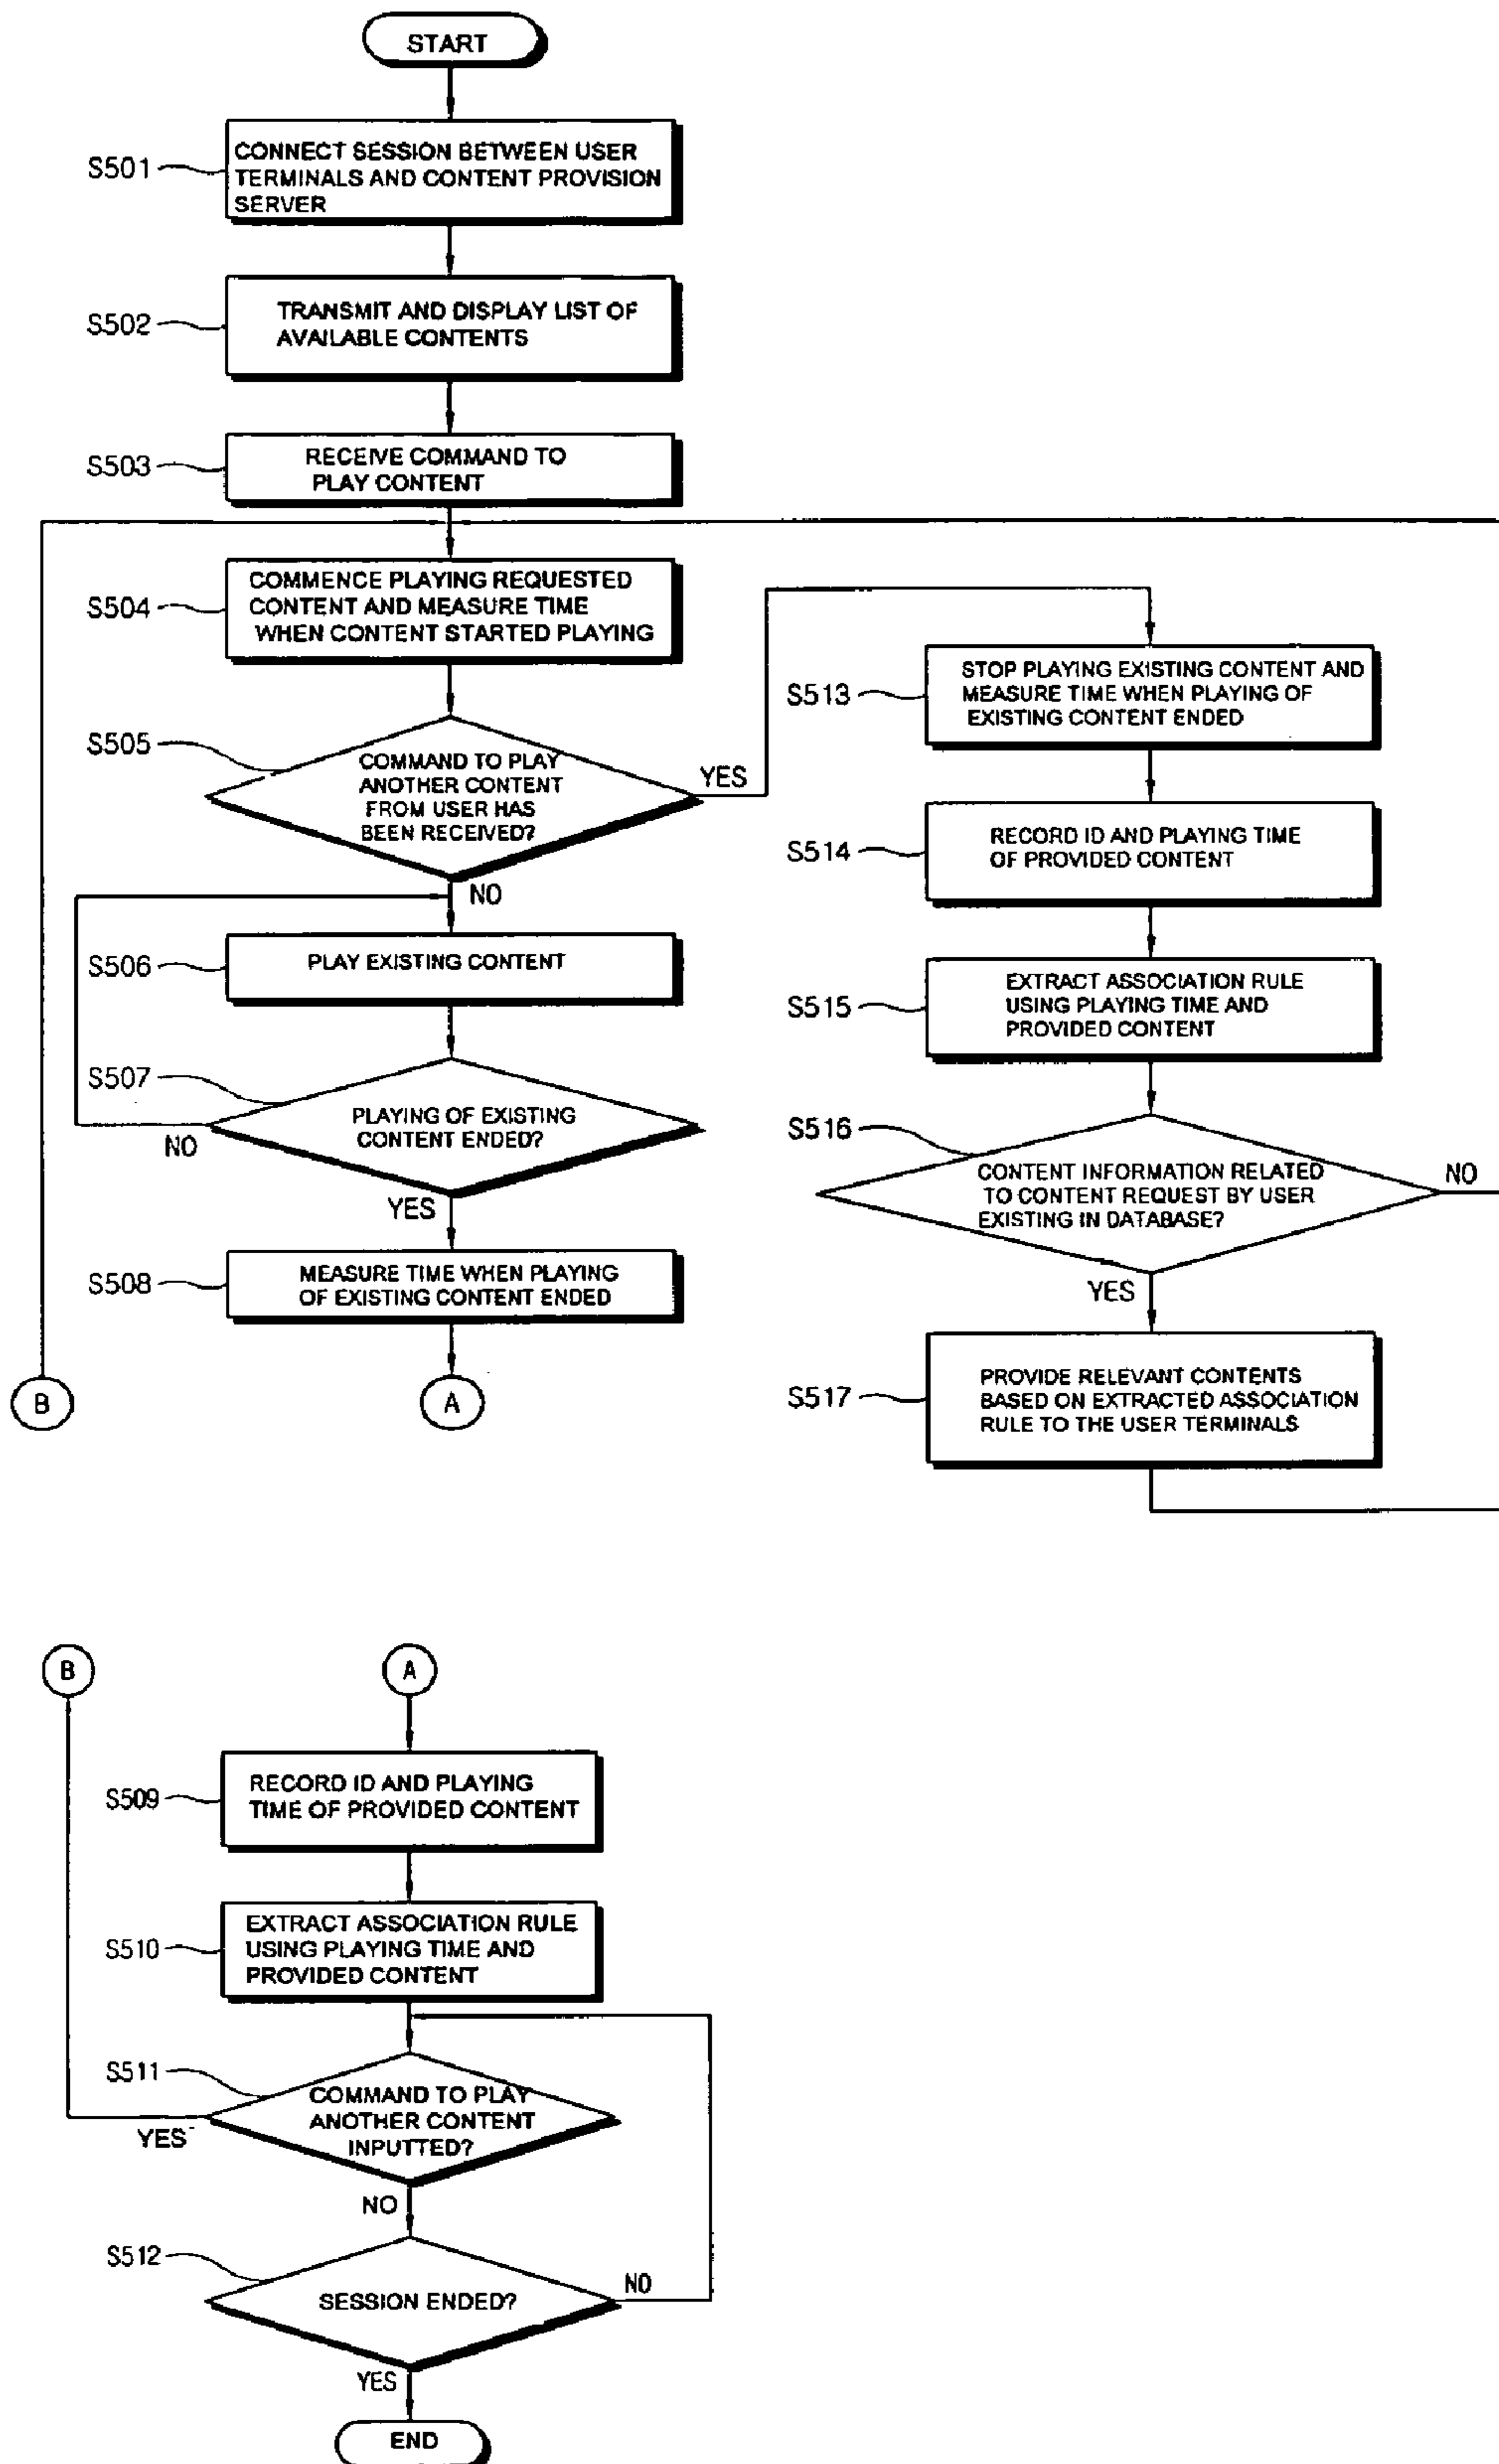 START
S501
CONNECT SESSION BETWEEN USER
TERMINALS AND CONTENT PROVISION
SERVER
S502
TRANSMIT AND DISPLAY LIST OF
AVAILABLE CONTENTS
S503
RECEIVE COMMAND TO
PLAY CONTENT
S504
COMMENCE PLAYING REQUESTED
CONTENT AND MEASURE TIME
WHEN CONTENT STARTED PLAYING
S505
COMMAND TO PLAY
ANOTHER CONTENT
FROM USER HAS
BEEN RECEIVED?
YES
NO
S506
PLAY EXISTING CONTENT
S507
PLAYING OF EXISTING
CONTENT ENDED?
NO
YES
S508
MEASURE TIME WHEN PLAYING
OF EXISTING CONTENT ENDED
B
A
S513
STOP PLAYING EXISTING CONTENT AND
MEASURE TIME WHEN PLAYING OF
EXISTING CONTENT ENDED
S514
RECORD ID AND PLAYING TIME
OF PROVIDED CONTENT
S515
EXTRACT ASSOCIATION RULE
USING PLAYING TIME AND
PROVIDED CONTENT
S516
CONTENT INFORMATION RELATED
TO CONTENT REQUEST BY USER
EXISTING IN DATABASE?
NO
YES
S517
PROVIDE RELEVANT CONTENTS
BASED ON EXTRACTED ASSOCIATION
RULE TO THE USER TERMINALS
B
A
S509
RECORD ID AND PLAYING
TIME OF PROVIDED CONTENT
S510
EXTRACT ASSOCIATION RULE
USING PLAYING TIME AND
PROVIDED CONTENT
S511
COMMAND TO PLAY
ANOTHER CONTENT
INPUTTED?
YES
NO
S512
SESSION ENDED?
NO
YES
END